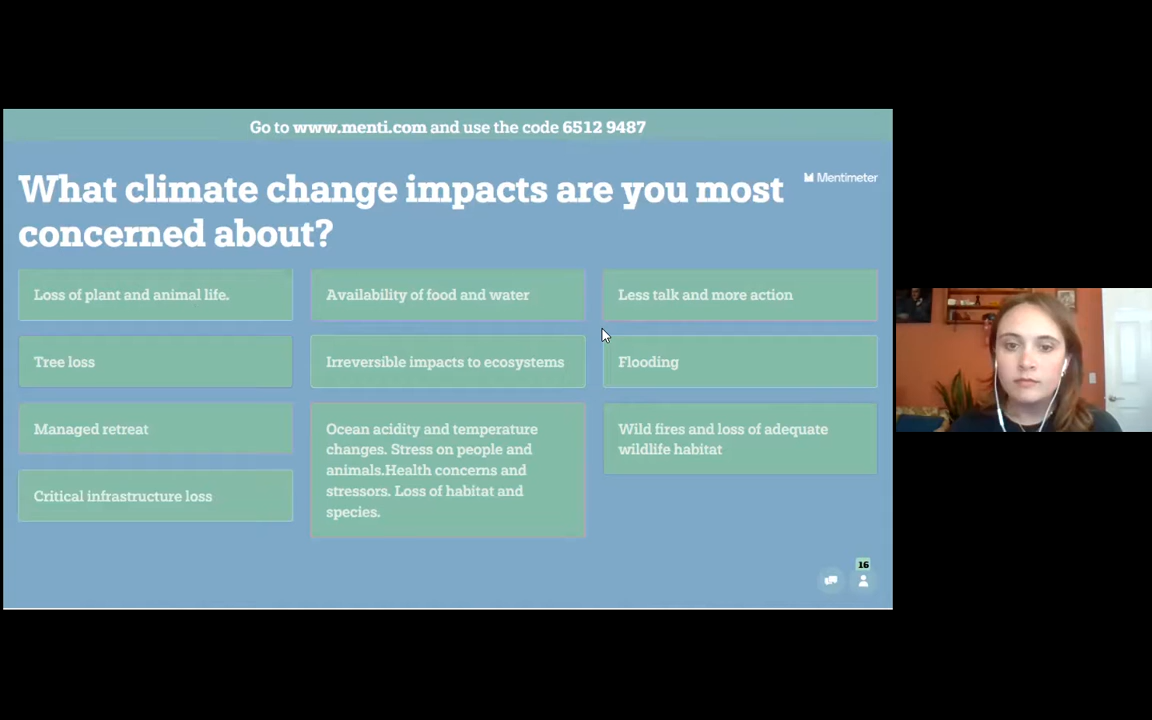 Go to www.menti.com and use the code 6512 9487
What climate change impacts are you most
concerned about?
Mentimeter
Loss of plant and animal life.
Availability of food and water
Less talk and more action
Tree loss
Irreversible impacts to ecosystems
Flooding
Managed retreat
Ocean acidity and temperature
changes. Stress on people and
animals.Health concerns and
stressors. Loss of habitat and
species.
Wild fires and loss of adequate
wildlife habitat
Critical infrastructure loss
16